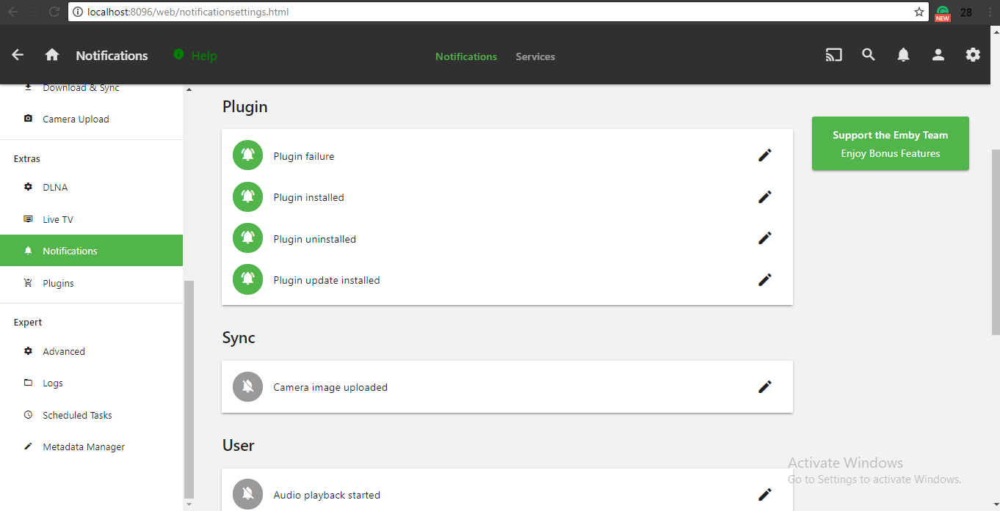 localhost:8096/web/notificationsettings.html
NEW
28
Notifications
Help
Notifications
Services
Download & Sync
Camera Upload
Extras
DLNA
Live TV
Notifications
Plugins
Expert
Advanced
Logs
Scheduled Tasks
Metadata Manager
Plugin
Plugin failure
Plugin installed
Plugin uninstalled
Plugin update installed
Sync
Camera image uploaded
User
Audio playback started
Support the Emby Team
Enjoy Bonus Features
Activate Windows
Go to Settings to activate Windows.